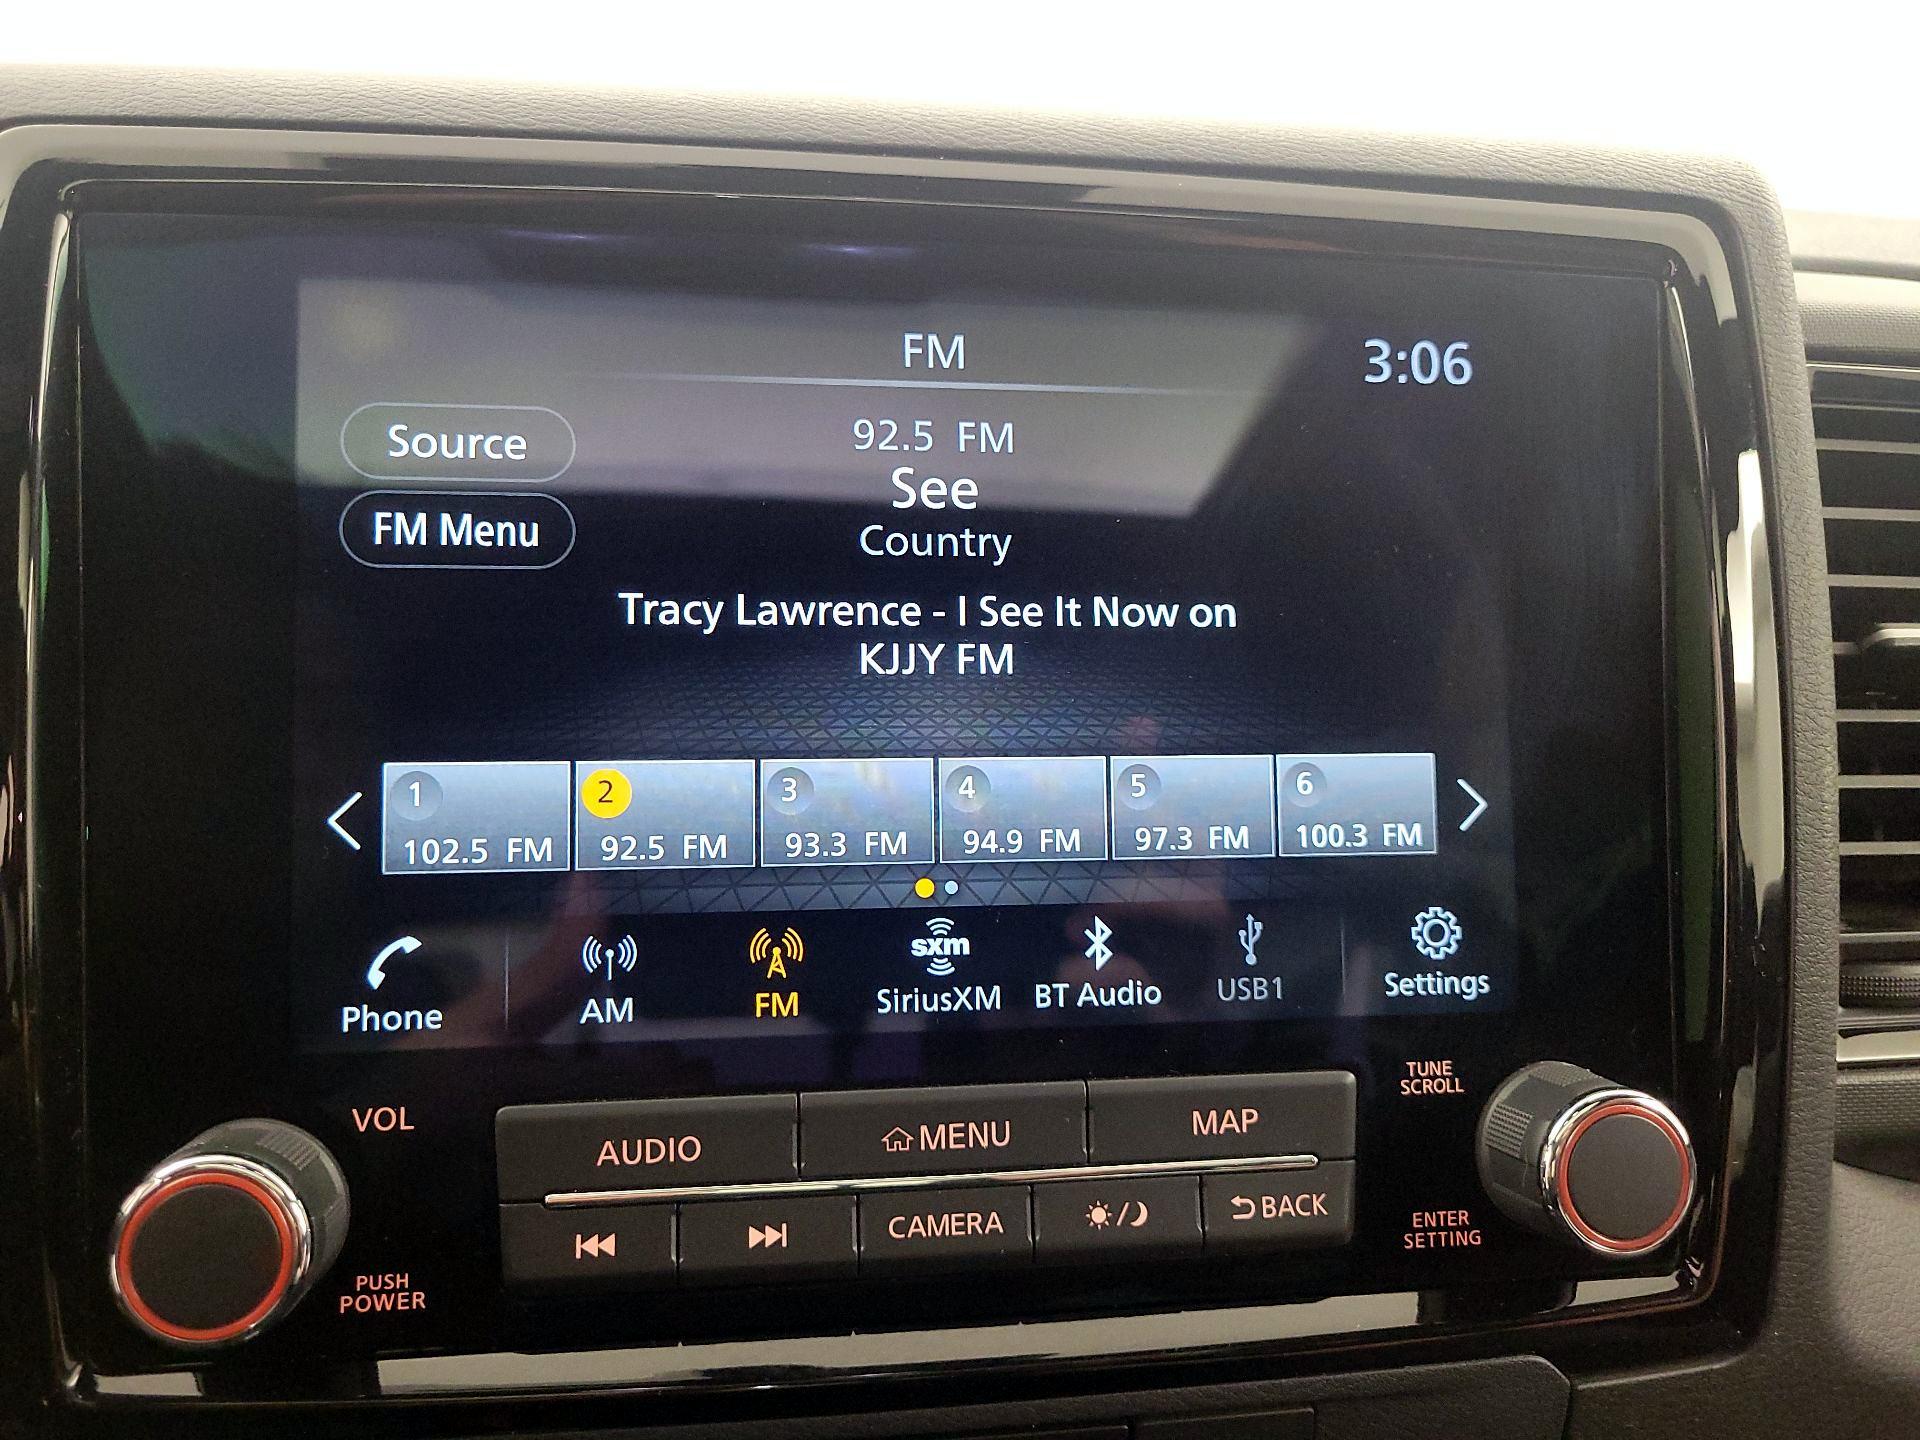 FM
3:06
Source
92.5 FM
See
FM Menu
Country
Tracy Lawrence - I See It Now on
KJJY FM
1 2 3 4 5 6
102.5 FM 92.5 FM 93.3 FM 94.9 FM 97.3 FM 100.3 FM
sxm
Phone AM FM SiriusXM BT Audio USB1 Settings
TUNE
SCROLL
VOL
AUDIO MENU MAP
CAMERA BACK
ENTER
SETTING
PUSH
POWER